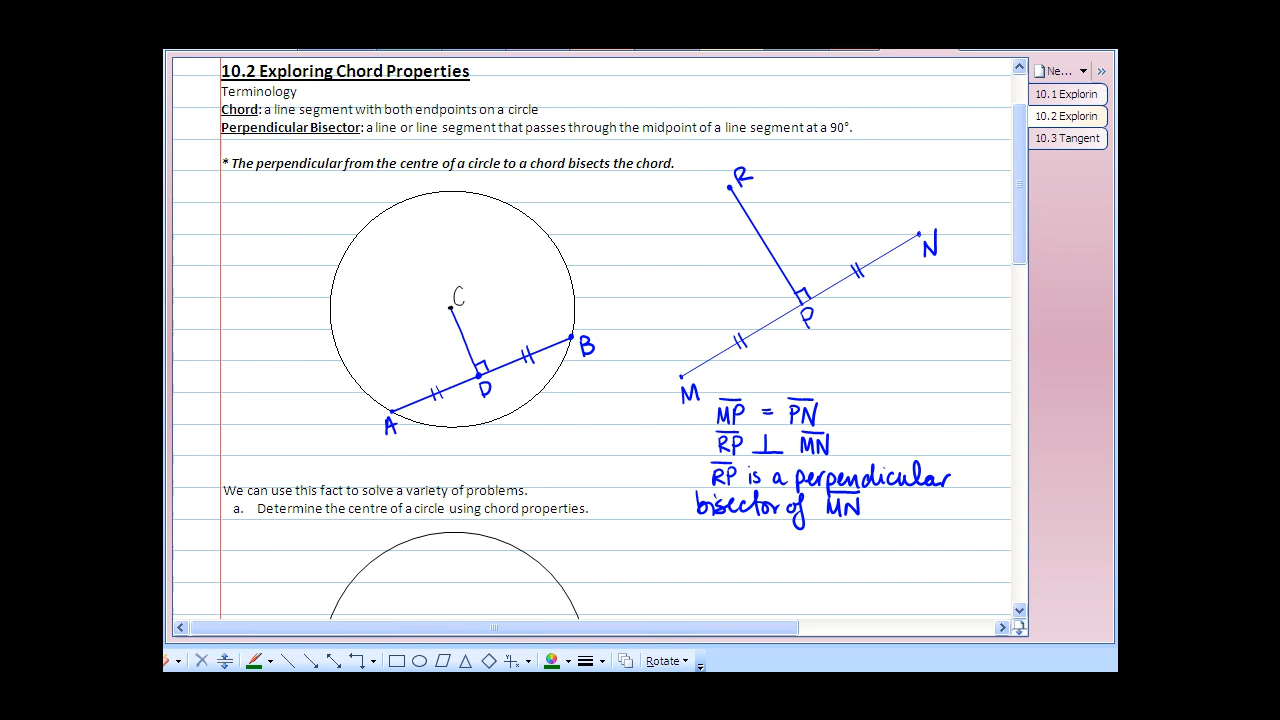 10.2 Exploring Chord Properties
Terminology
Chord: a line segment with both endpoints on a circle
Perpendicular Bisector: a line or line segment that passes through the midpoint of a line segment at a 90°.
* The perpendicular from the centre of a circle to a chord bisects the chord.
R
N
C
P
B
D
M
A
MP = PN
RP ⊥ MN
RP is a perpendicular
bisector of MN
We can use this fact to solve a variety of problems.
a. Determine the centre of a circle using chord properties.
Ne...
10.1 Explorin
10.2 Explorin
10.3 Tangent
Rotate